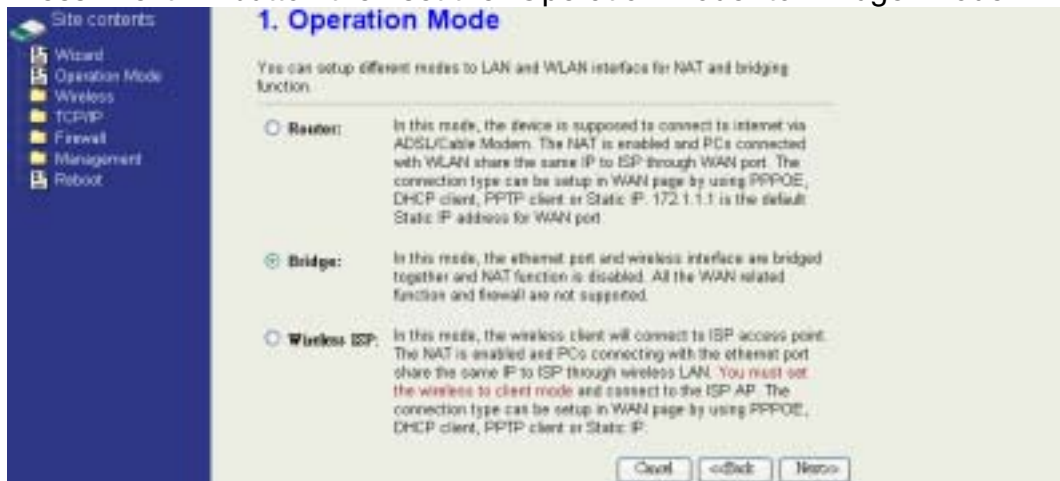 Site contents
Wizard
Operation Mode
Wireless
TCP/IP
Firewall
Management
Reboot
1. Operation Mode
You can setup different modes to LAN and WLAN interface for NAT and bridging
function.
Router: In this mode, the device is supposed to connect to internet via
ADSL/Cable Modem. The NAT is enabled and PCs connected
with WLAN share the same IP to ISP through WAN port. The
connection type can be setup in WAN page by using PPPOE,
DHCP client, PPTP client or Static IP. 172.1.1.1 is the default
Static IP address for WAN port
Bridge: In this mode, the ethernet port and wireless interface are bridged
together and NAT function is disabled. All the WAN related
function and firewall are not supported.
Wireless ISP: In this mode, the wireless client will connect to ISP access point.
The NAT is enabled and PCs connecting with the ethernet port
share the same IP to ISP through wireless LAN. You must set
the wireless to client mode and connect to the ISP AP. The
connection type can be setup in WAN page by using PPPOE,
DHCP client, PPTP client or Static IP.
Cancel <<Back Next>>